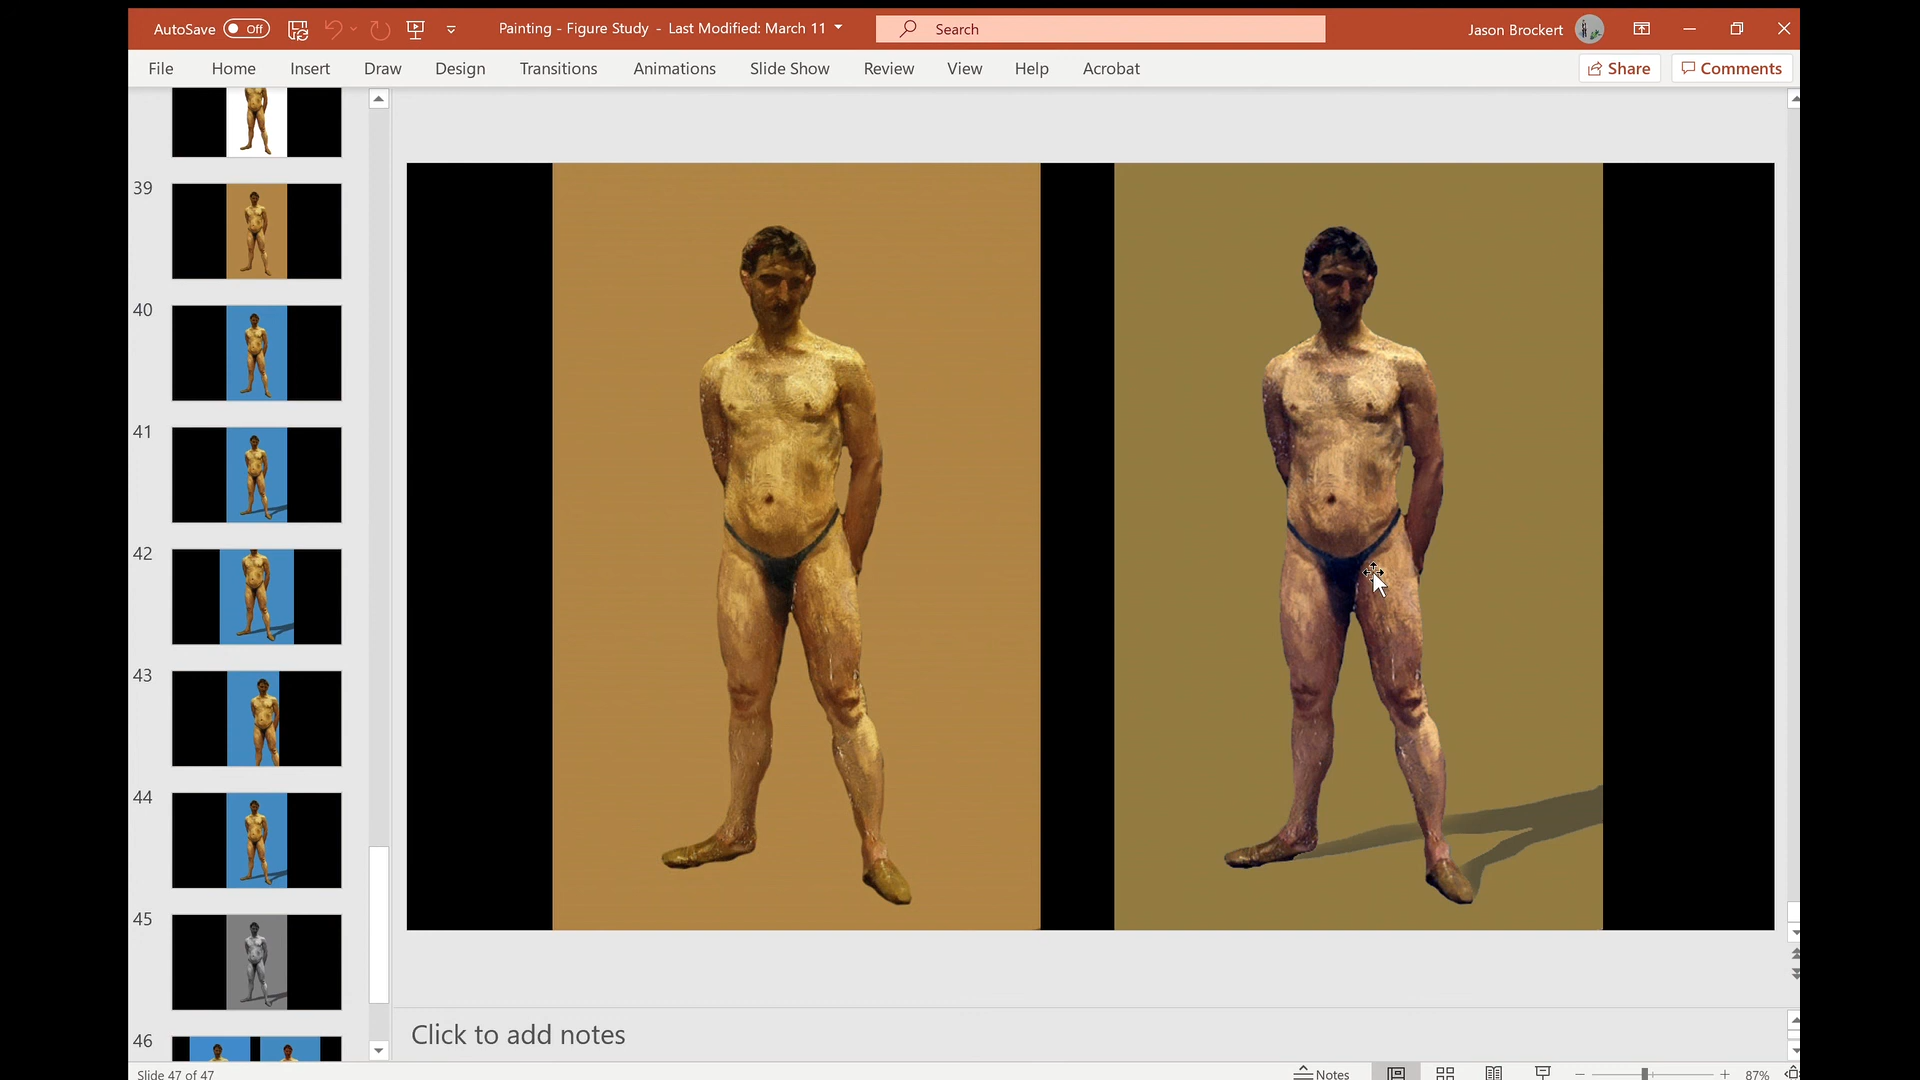 AutoSave Off
Painting - Figure Study - Last Modified: March 11
Search
Jason Brockert
File Home Insert Draw Design Transitions Animations Slide Show Review View Help Acrobat
Share Comments
39
40
41
42
43
44
45
46
Click to add notes
Slide 47 of 47
Notes
87%